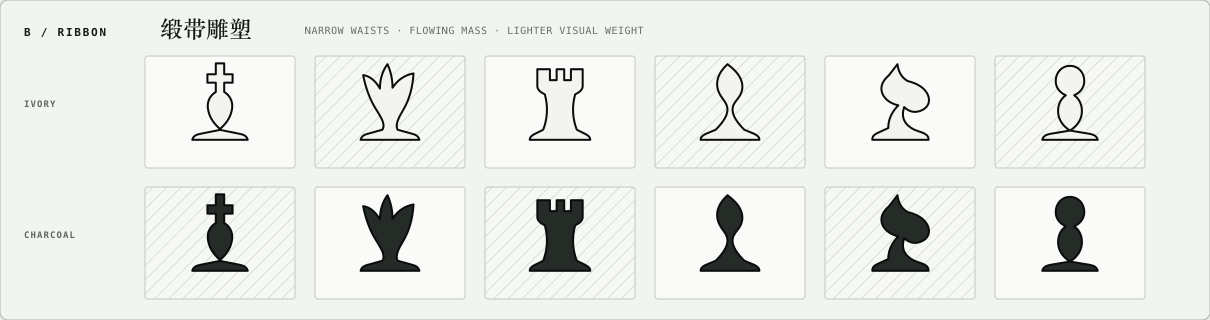 B / RIBBON
缎带雕塑
NARROW WAISTS · FLOWING MASS · LIGHTER VISUAL WEIGHT
IVORY
CHARCOAL